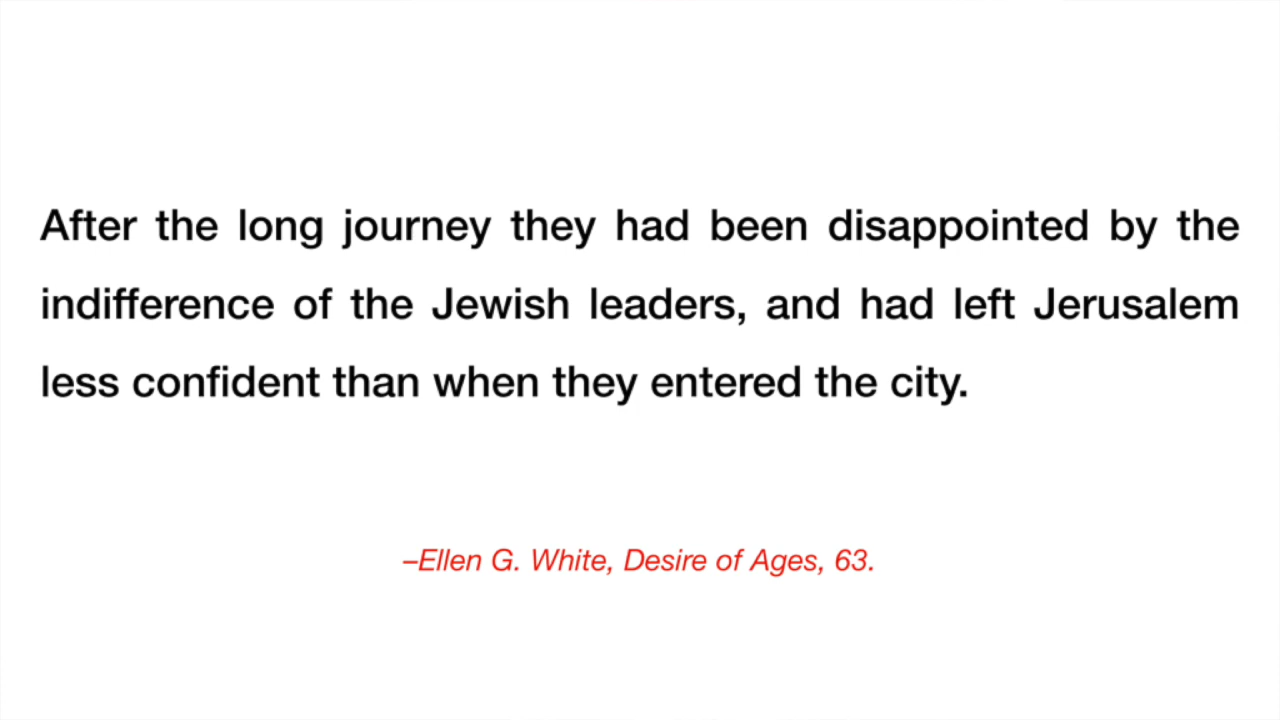 After the long journey they had been disappointed by the
indifference of the Jewish leaders, and had left Jerusalem
less confident than when they entered the city.
–Ellen G. White, Desire of Ages, 63.